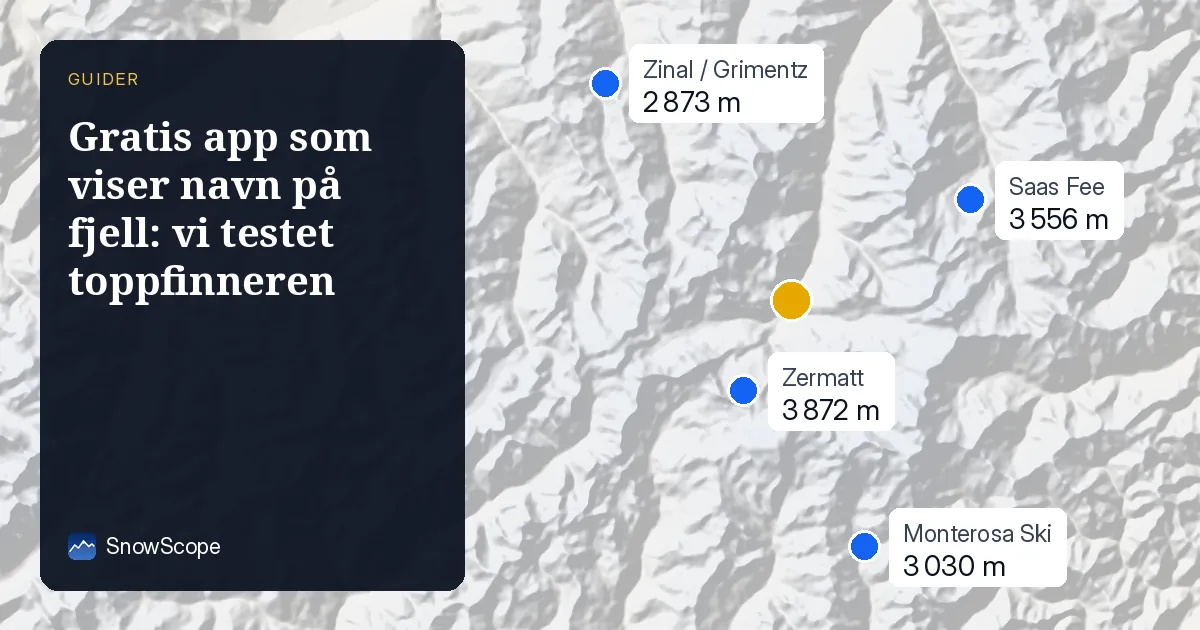 GUIDER
Gratis app som
viser navn på
fjell: vi testet
toppfinneren
SnowScope
Zinal / Grimentz
2 873 m
Saas Fee
3 556 m
Zermatt
3 872 m
Monterosa Ski
3 030 m